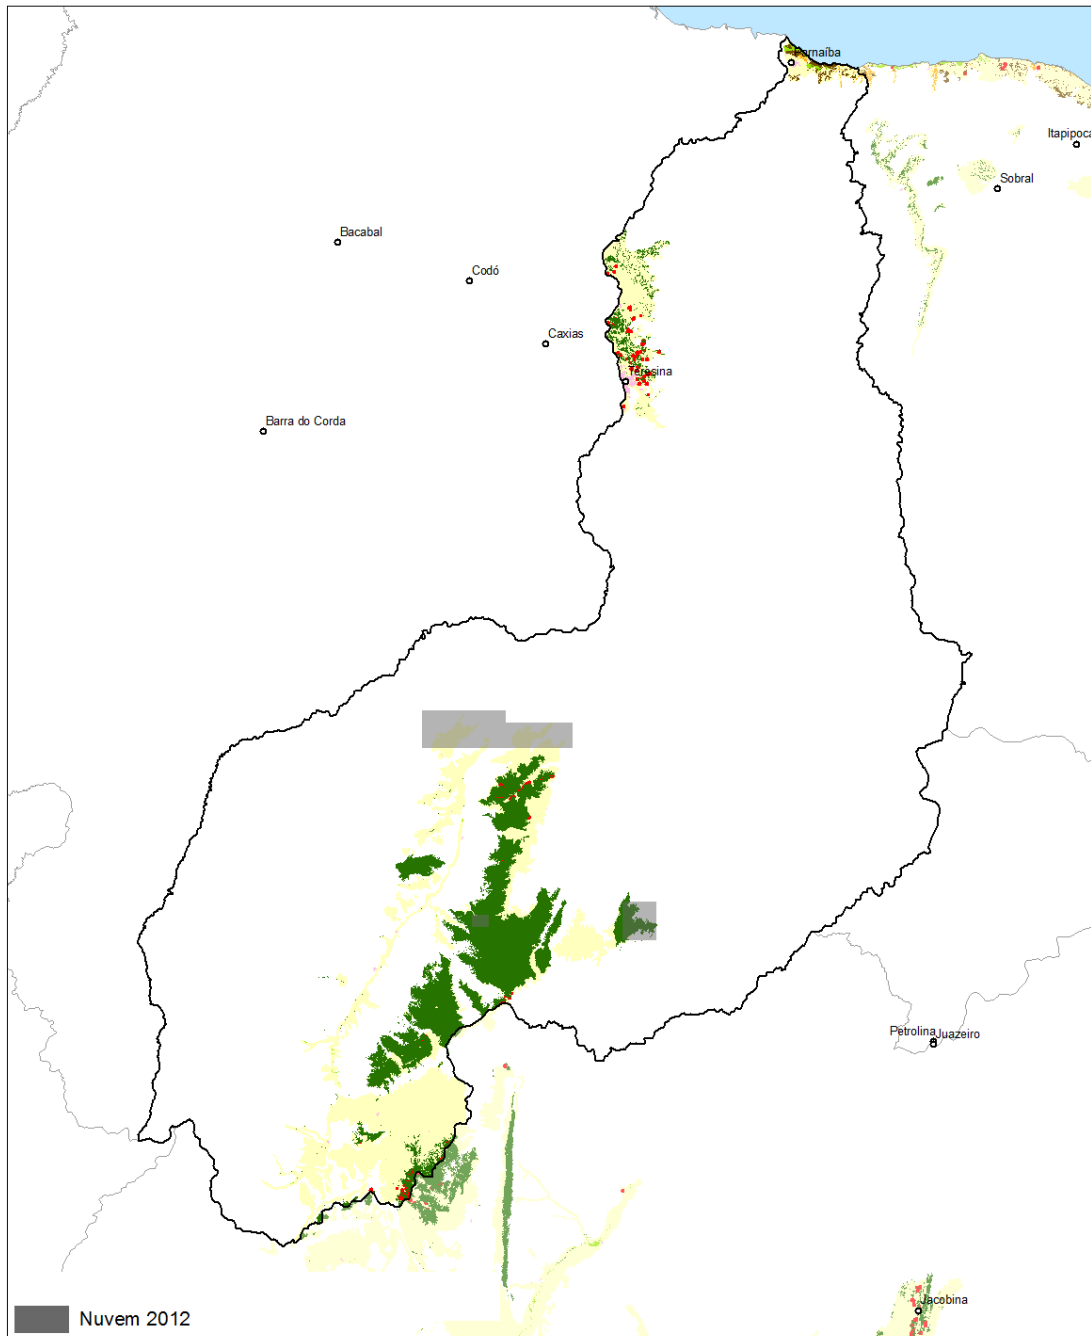 Parnaíba
Itapipoca
Sobral
Bacabal
Codó
Caxias
Teresina
Barra do Corda
Petrolina
Juazeiro
Jacobina
Nuvem 2012